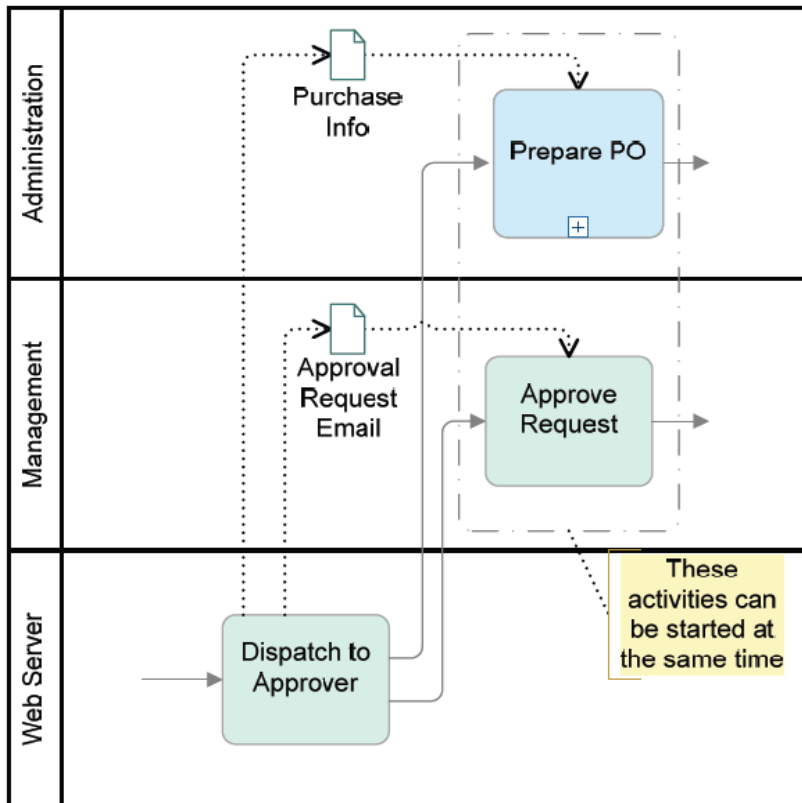 Administration
Purchase
Info
Prepare PO
Management
Approval
Request
Email
Approve
Request
Web Server
Dispatch to
Approver
These
activities can
be started at
the same time